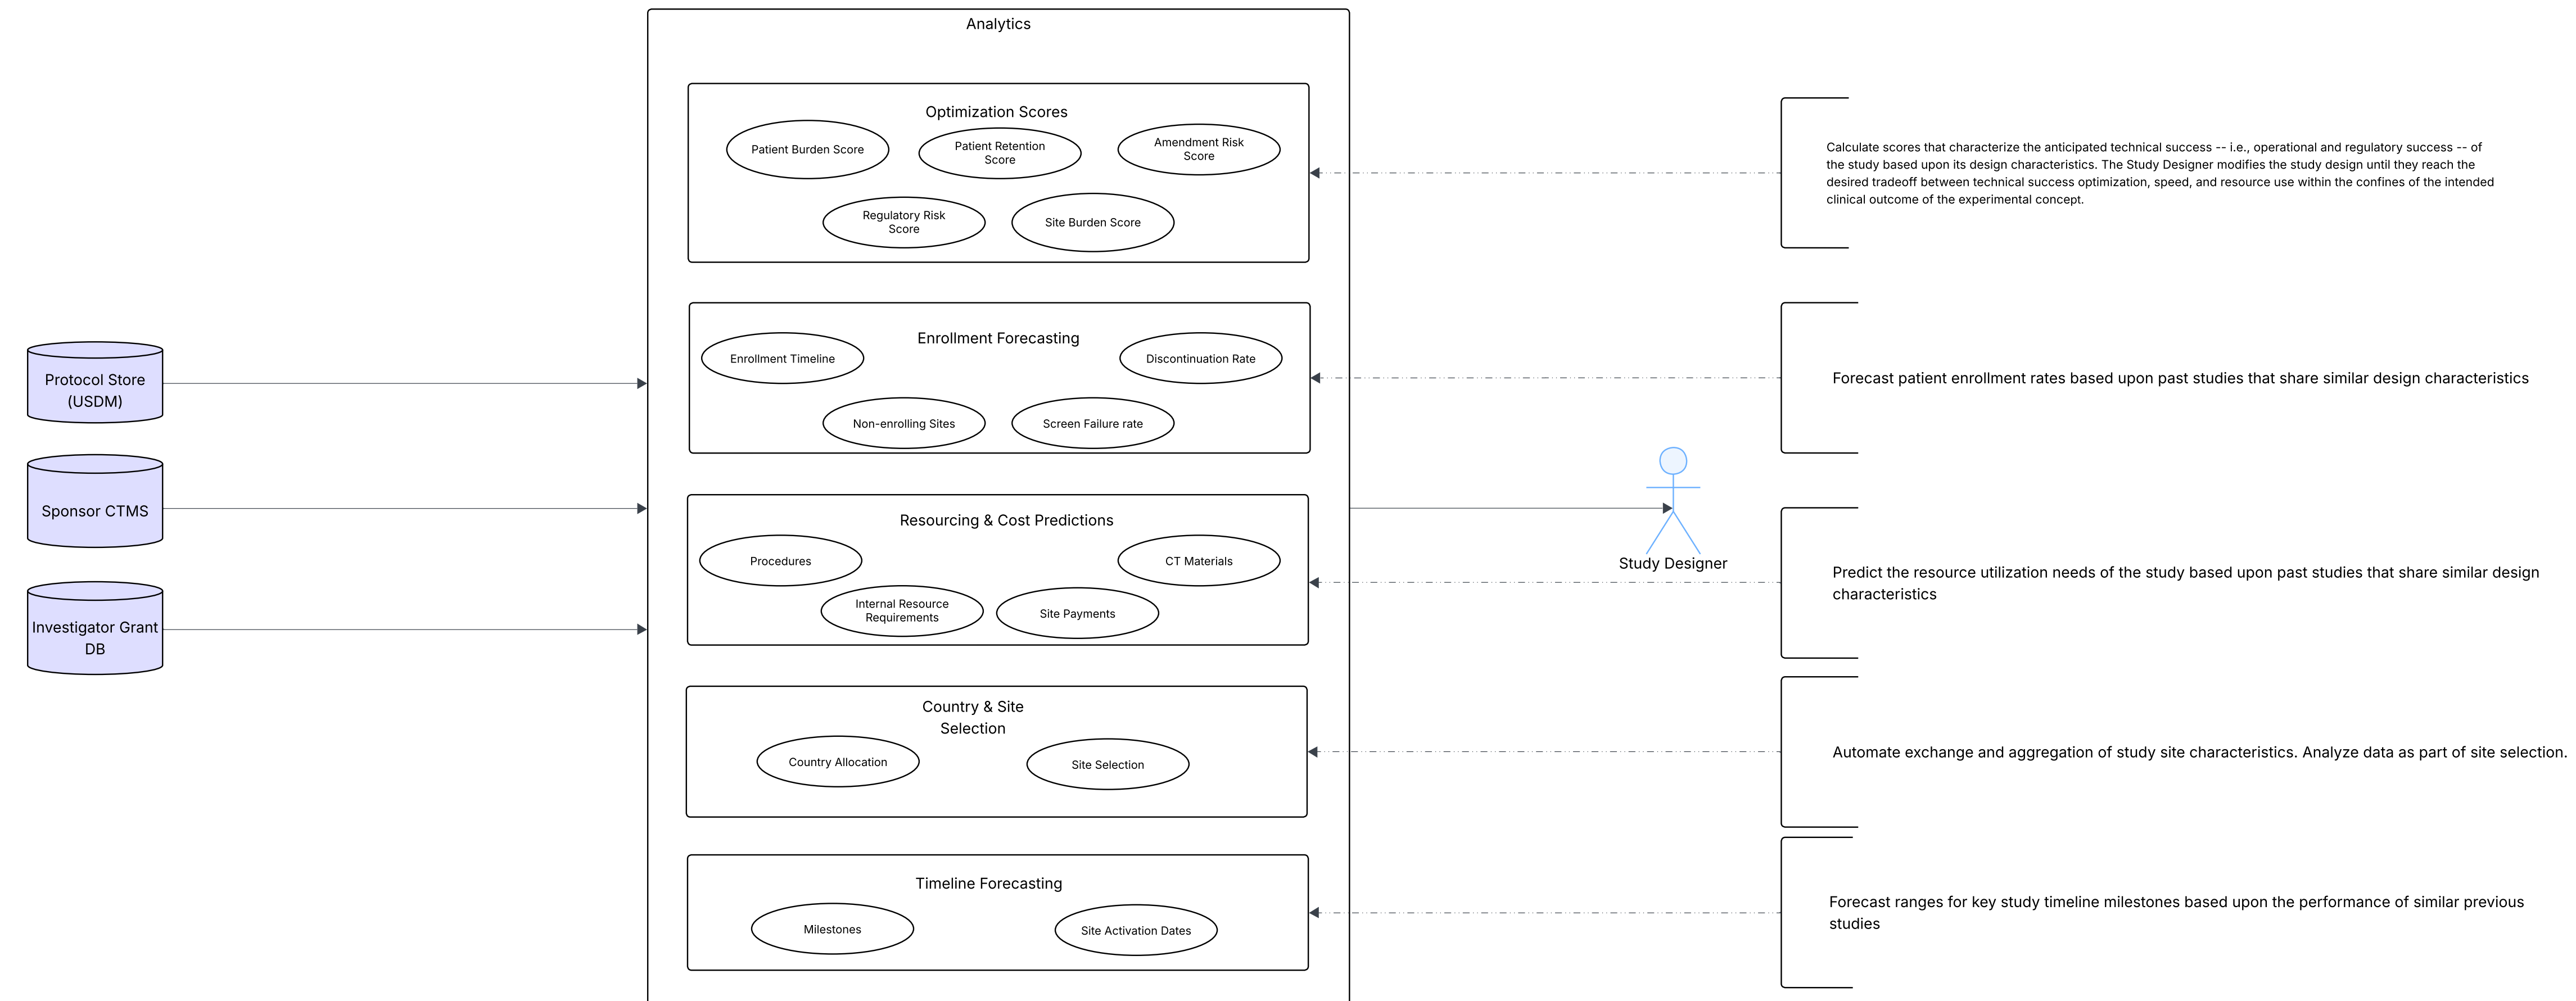 Analytics
Optimization Scores
Patient Burden Score
Patient Retention
Score
Amendment Risk
Score
Regulatory Risk
Score
Site Burden Score
Calculate scores that characterize the anticipated technical success -- i.e., operational and regulatory success -- of
the study based upon its design characteristics. The Study Designer modifies the study design until they reach the
desired tradeoff between technical success optimization, speed, and resource use within the confines of the intended
clinical outcome of the experimental concept.
Enrollment Forecasting
Enrollment Timeline
Discontinuation Rate
Non-enrolling Sites
Screen Failure rate
Forecast patient enrollment rates based upon past studies that share similar design characteristics
Protocol Store
(USDM)
Sponsor CTMS
Investigator Grant
DB
Resourcing & Cost Predictions
Procedures
CT Materials
Internal Resource
Requirements
Site Payments
Study Designer
Predict the resource utilization needs of the study based upon past studies that share similar design
characteristics
Country & Site
Selection
Country Allocation
Site Selection
Automate exchange and aggregation of study site characteristics. Analyze data as part of site selection.
Timeline Forecasting
Milestones
Site Activation Dates
Forecast ranges for key study timeline milestones based upon the performance of similar previous
studies